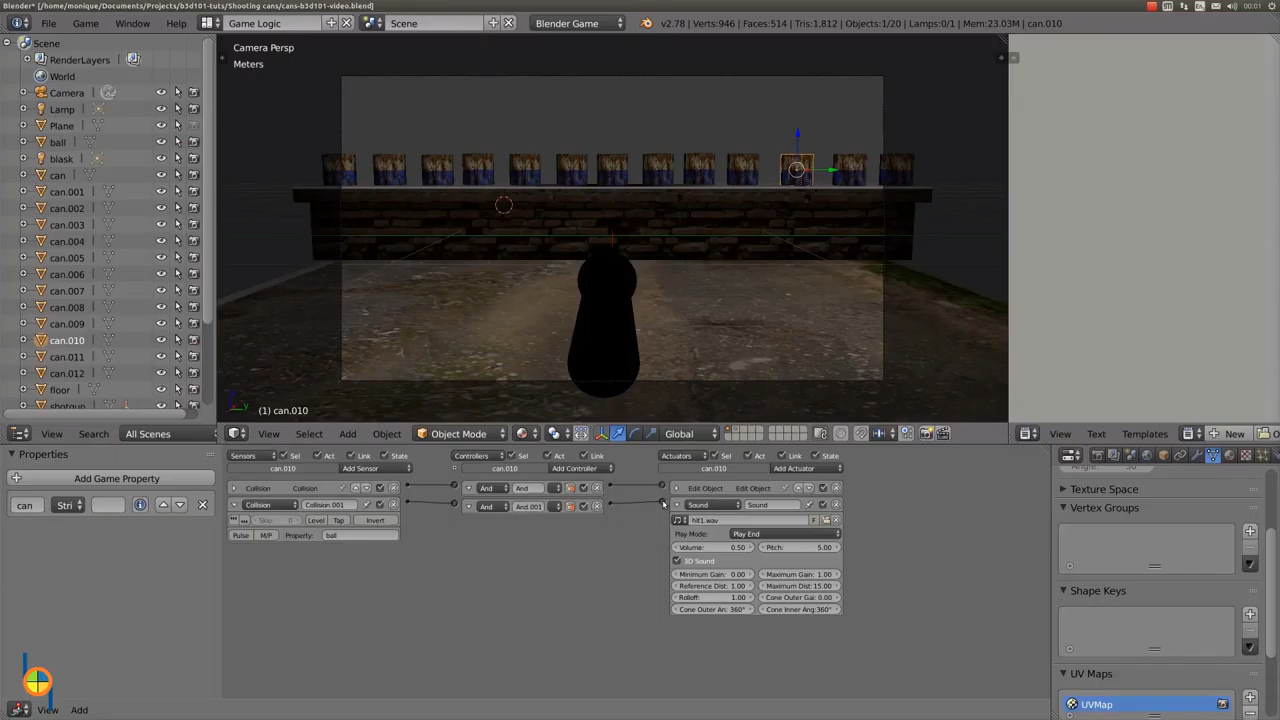 Blender* [/home/monique/Documents/Projects/b3d101-tuts/Shooting cans/cans-b3d101-video.blend]
00:01
File Game Window Help Game Logic Scene Blender Game v2.78 | Verts:946 | Faces:514 | Tris:1,812 | Objects:1/20 | Lamps:0/1 | Mem:23.03M | can.010
Scene
RenderLayers
World
Camera
Lamp
Plane
ball
blask
can
can.001
can.002
can.003
can.004
can.005
can.006
can.007
can.008
can.009
can.010
can.011
can.012
floor
shotgun
Camera Persp
Meters
(1) can.010
View Search All Scenes
View Select Add Object Object Mode Global
View Text Templates New
Properties
Add Game Property
can Stri
Sensors Sel Act Link State
can.010 Add Sensor
Collision Collision
Collision Collision.001
Skip: 0 Level Tap Invert
Pulse M/P Property: ball
Controllers Sel Act Link
can.010 Add Controller
And And
And And.001
Actuators Sel Act Link State
can.010 Add Actuator
Edit Object Edit Object
Sound Sound
hit1.wav F
Play Mode: Play End
Volume: 0.50 Pitch: 5.00
3D Sound
Minimum Gain: 0.00 Maximum Gain: 1.00
Reference Dist: 1.00 Maximum Dist: 15.00
Rolloff: 1.00 Cone Outer Gai: 0.00
Cone Outer An: 360° Cone Inner Ang: 360°
Texture Space
Vertex Groups
Shape Keys
UV Maps
UVMap
View Add